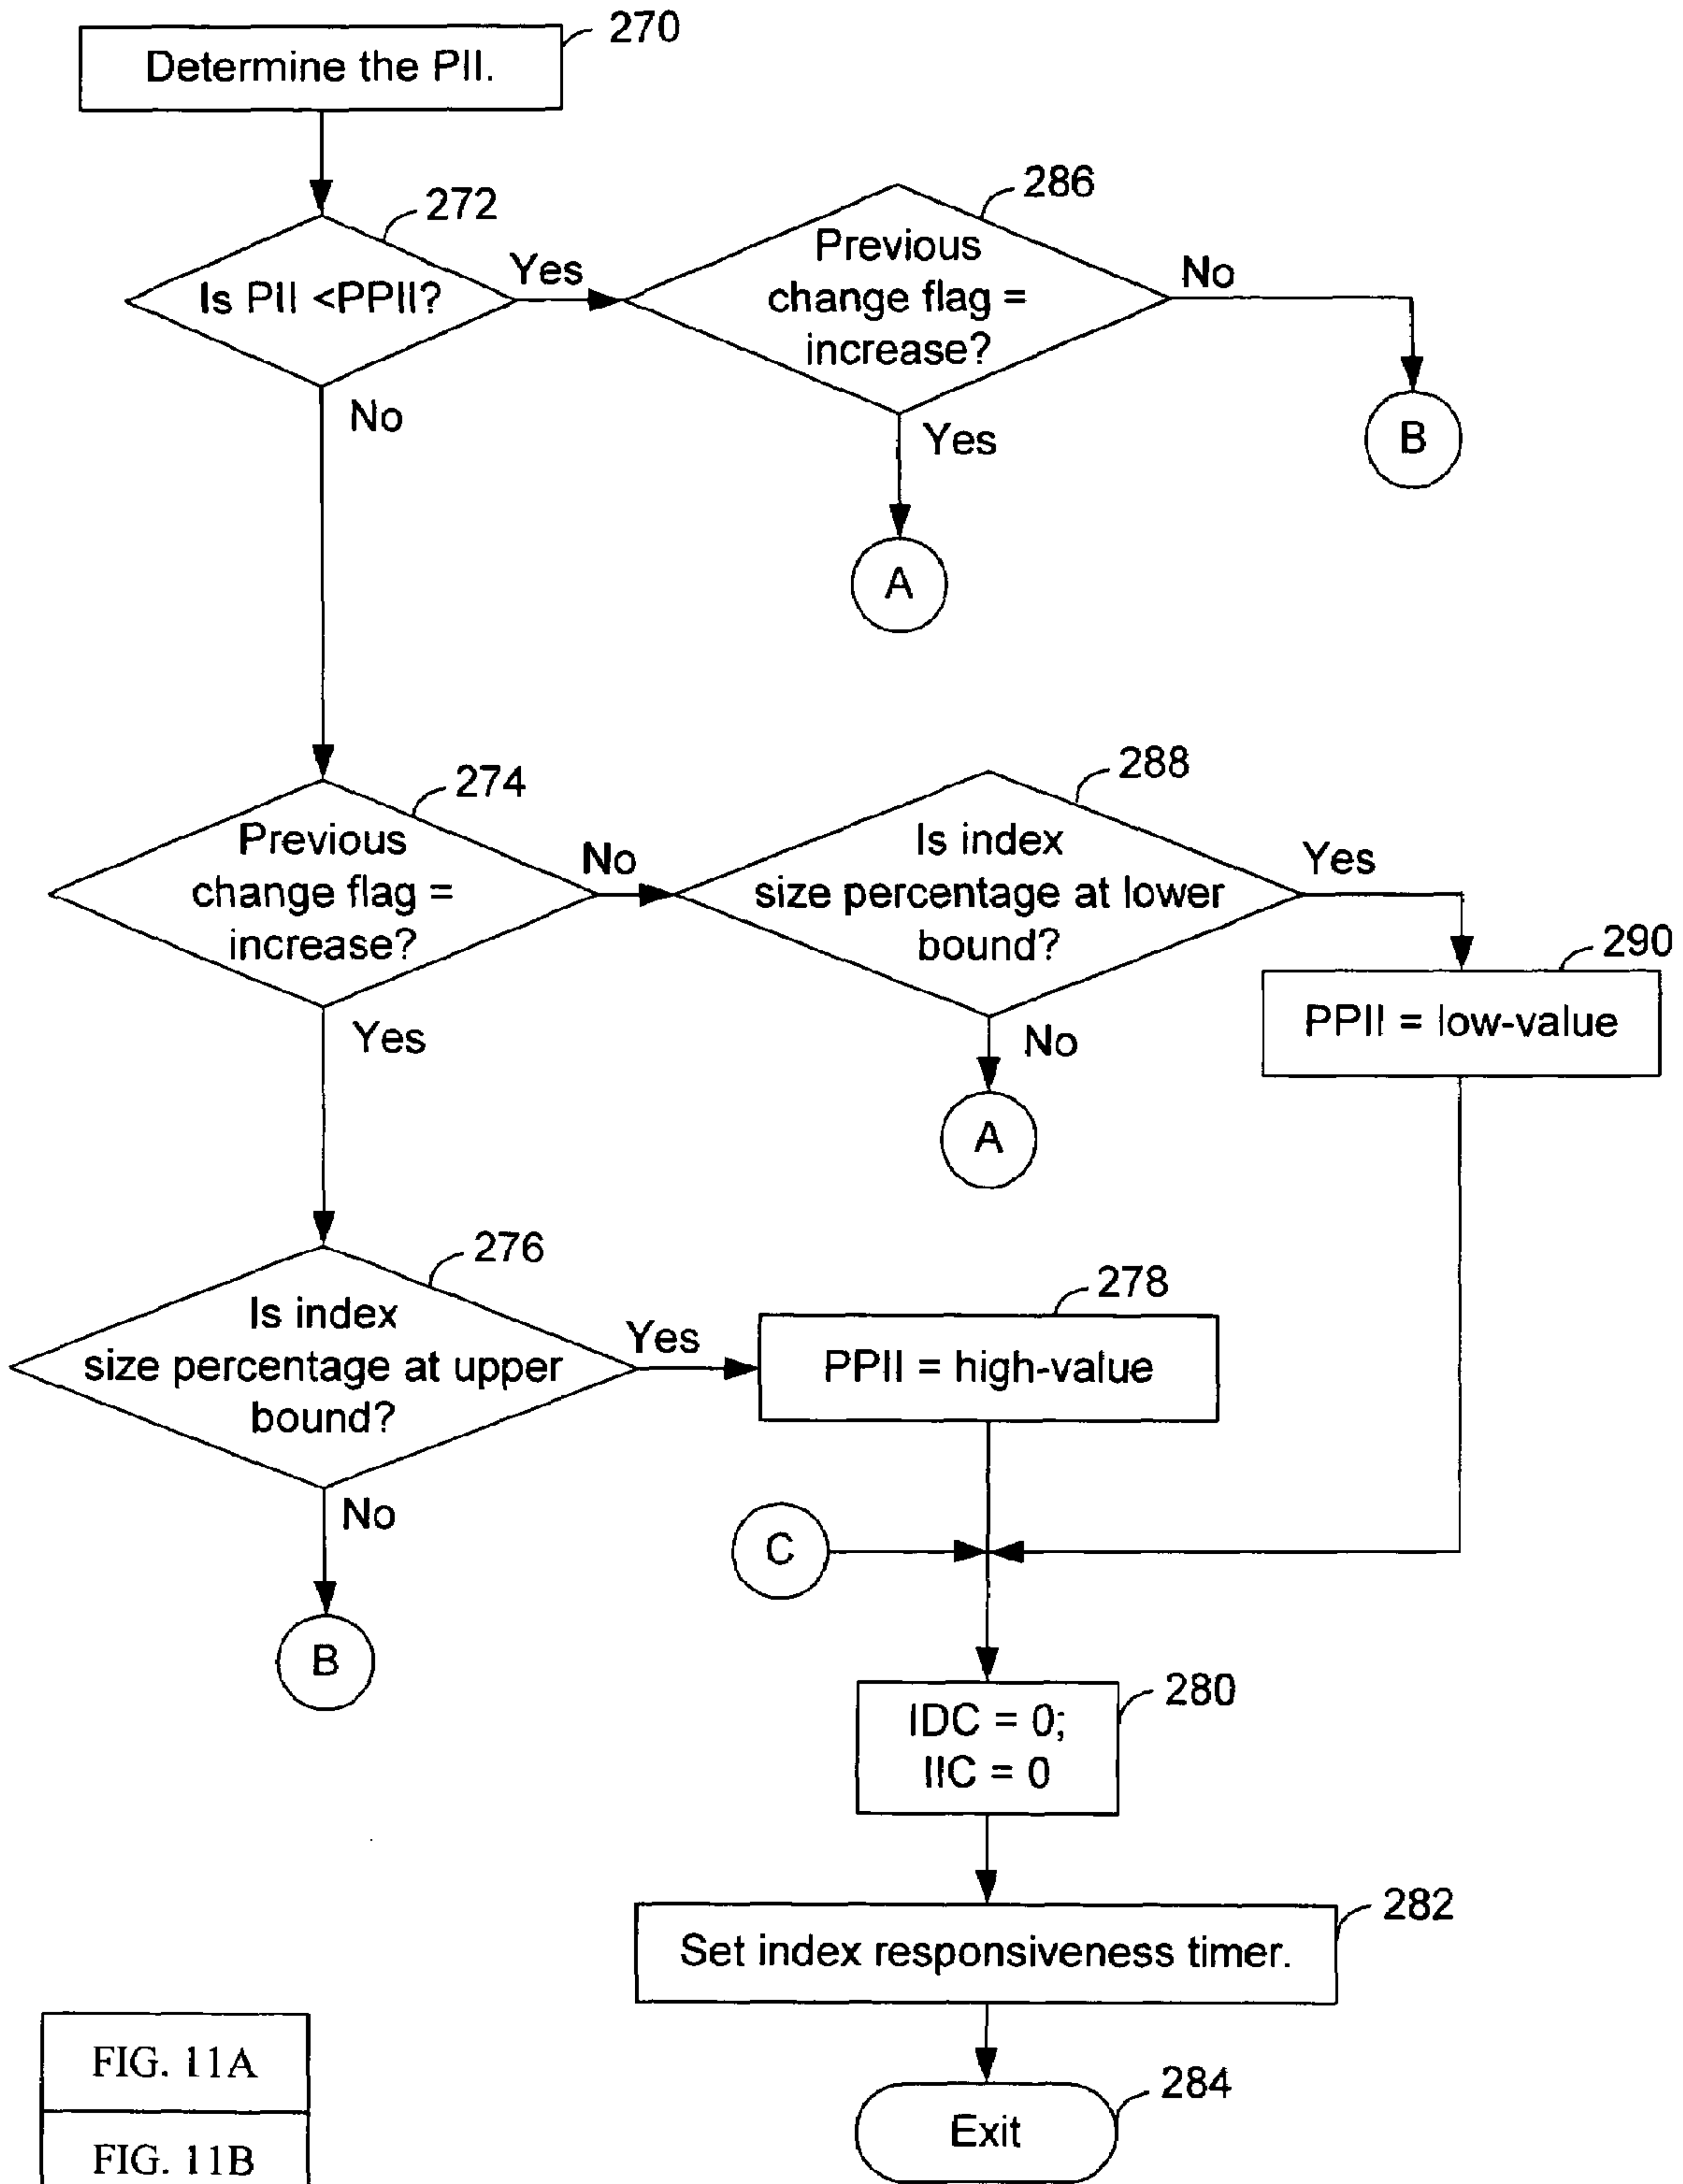 270
Determine the PII.
272
Is PII <PPII?
Yes
286
Previous
change flag =
increase?
No
B
No
Yes
A
274
Previous
change flag =
increase?
No
288
Is index
size percentage at lower
bound?
Yes
290
PPII = low-value
Yes
No
A
276
Is index
size percentage at upper
bound?
Yes
278
PPII = high-value
No
C
B
280
IDC = 0;
IIC = 0
282
Set index responsiveness timer.
284
Exit
FIG. 11A
FIG. 11B